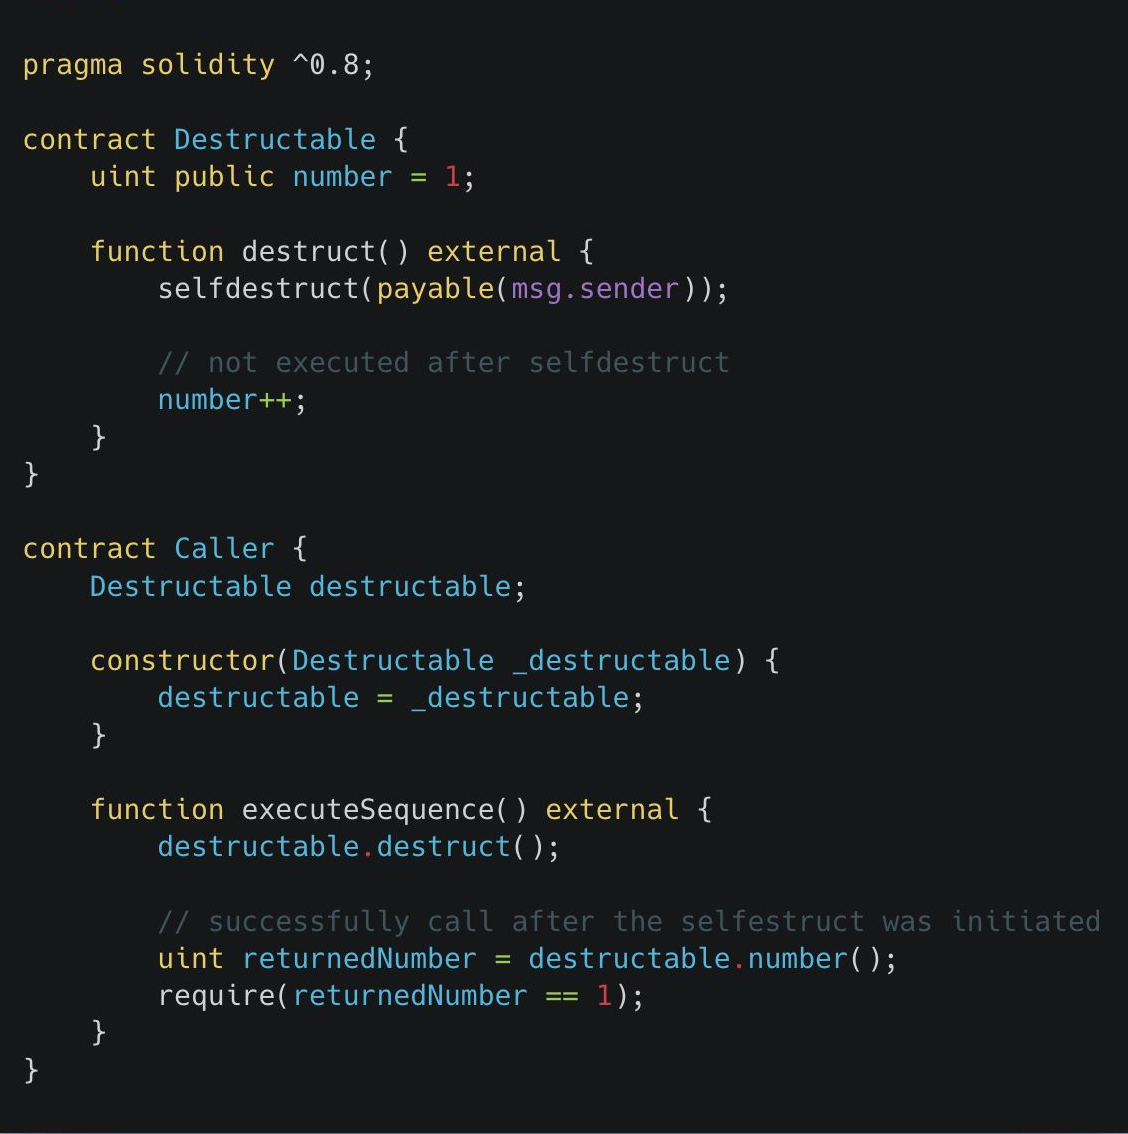 pragma solidity ^0.8;
contract Destructable {
uint public number = 1;
function destruct() external {
selfdestruct(payable(msg.sender));
// not executed after selfdestruct
number++;
}
}
contract Caller {
Destructable destructable;
constructor(Destructable _destructable) {
destructable = _destructable;
}
function executeSequence() external {
destructable.destruct();
// successfully call after the selfestruct was initiated
uint returnedNumber = destructable.number();
require(returnedNumber == 1);
}
}